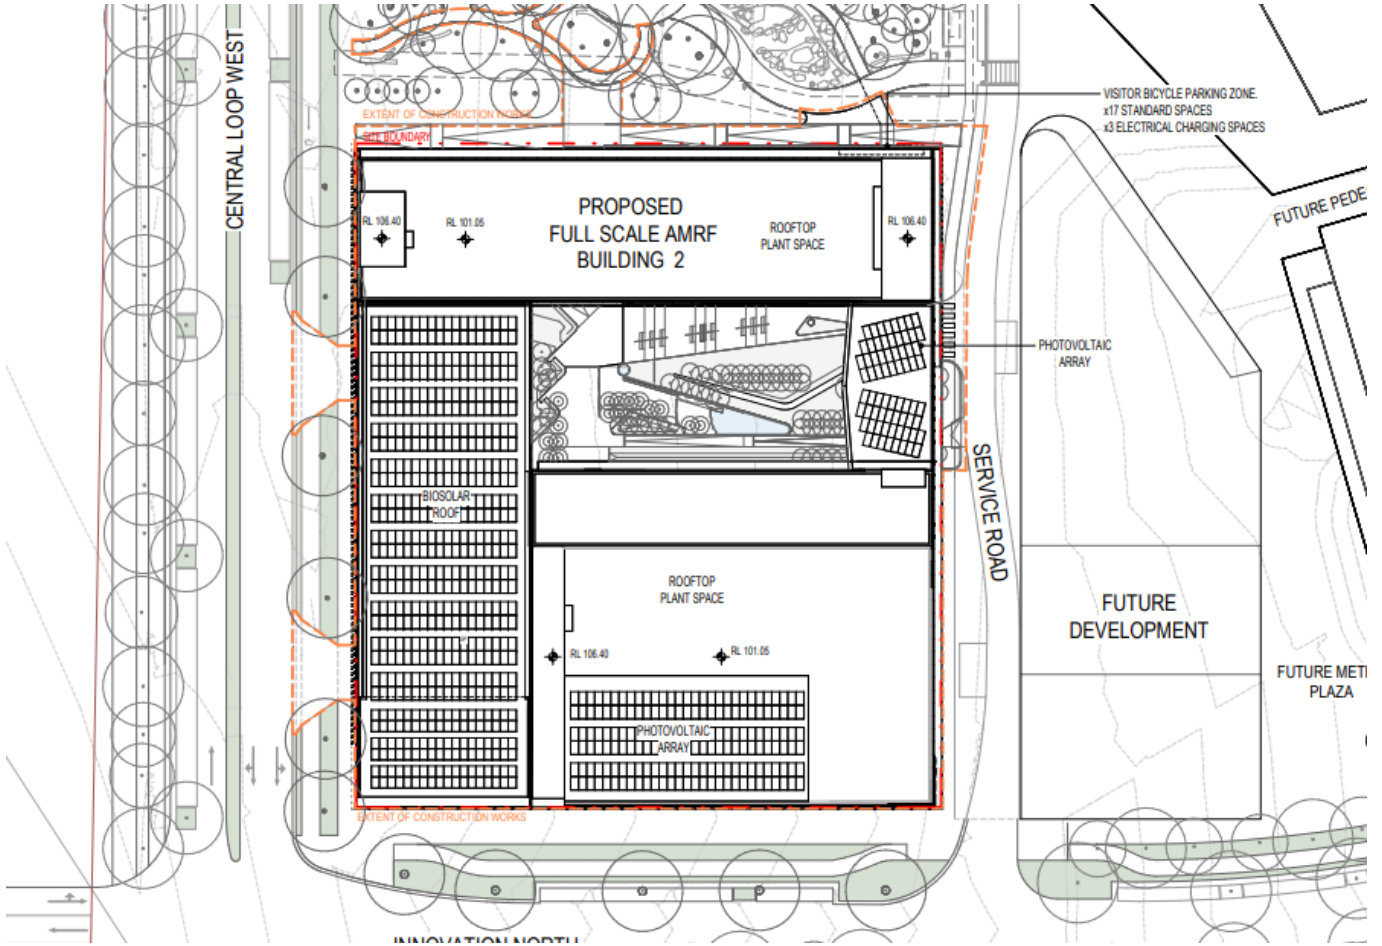 CENTRAL LOOP WEST
EXTENT OF CONSTRUCTION WORKS
SITE BOUNDARY
VISITOR BICYCLE PARKING ZONE.
x17 STANDARD SPACES
x3 ELECTRICAL CHARGING SPACES
PROPOSED
FULL SCALE AMRF
BUILDING 2
RL 106.40
RL 101.05
ROOFTOP
PLANT SPACE
RL 106.40
FUTURE PEDE
PHOTOVOLTAIC
ARRAY
BIOSOLAR
ROOF
SERVICE ROAD
ROOFTOP
PLANT SPACE
RL 106.40
RL 101.05
FUTURE
DEVELOPMENT
FUTURE MET
PLAZA
PHOTOVOLTAIC
ARRAY
EXTENT OF CONSTRUCTION WORKS
INNOVATION NORTH